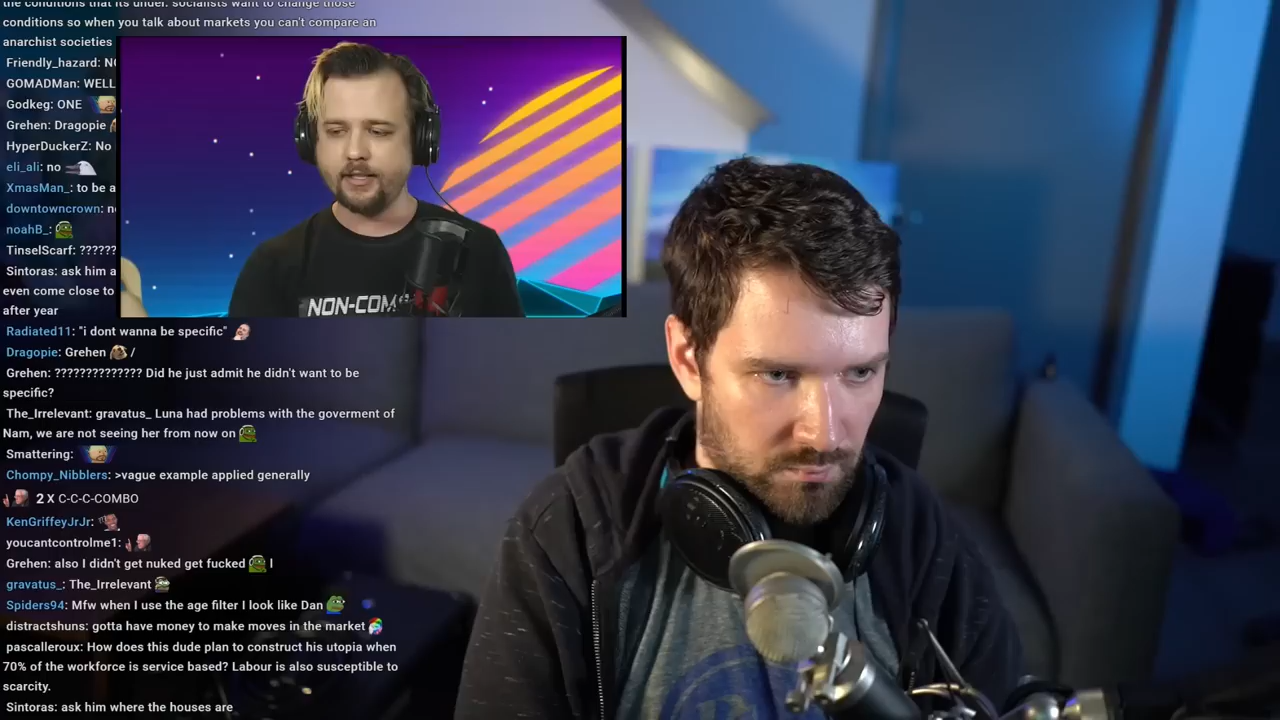 the conditions that its under. socialists want to change those
conditions so when you talk about markets you can't compare an
anarchist societies
Friendly_hazard: NO
GOMADMan: WELL
Godkeg: ONE
Grehen: Dragopie
HyperDuckerZ: No
eli_ali: no
XmasMan_: to be a
downtowncrown:
noahB_:
TinselScarf: ??????
Sintoras: ask him a
even come close to
after year
Radiated11: "i dont wanna be specific"
Dragopie: Grehen /
Grehen: ????????????? Did he just admit he didn't want to be
specific?
The_Irrelevant: gravatus_ Luna had problems with the goverment of
Nam, we are not seeing her from now on
Smattering:
Chompy_Nibblers: >vague example applied generally
2 X C-C-C-COMBO
KenGriffeyJrJr:
youcantcontrolme1:
Grehen: also I didn't get nuked get fucked I
gravatus_: The_Irrelevant
Spiders94: Mfw when I use the age filter I look like Dan
distractshuns: gotta have money to make moves in the market
pascalleroux: How does this dude plan to construct his utopia when
70% of the workforce is service based? Labour is also susceptible to
scarcity.
Sintoras: ask him where the houses are
NON-COM